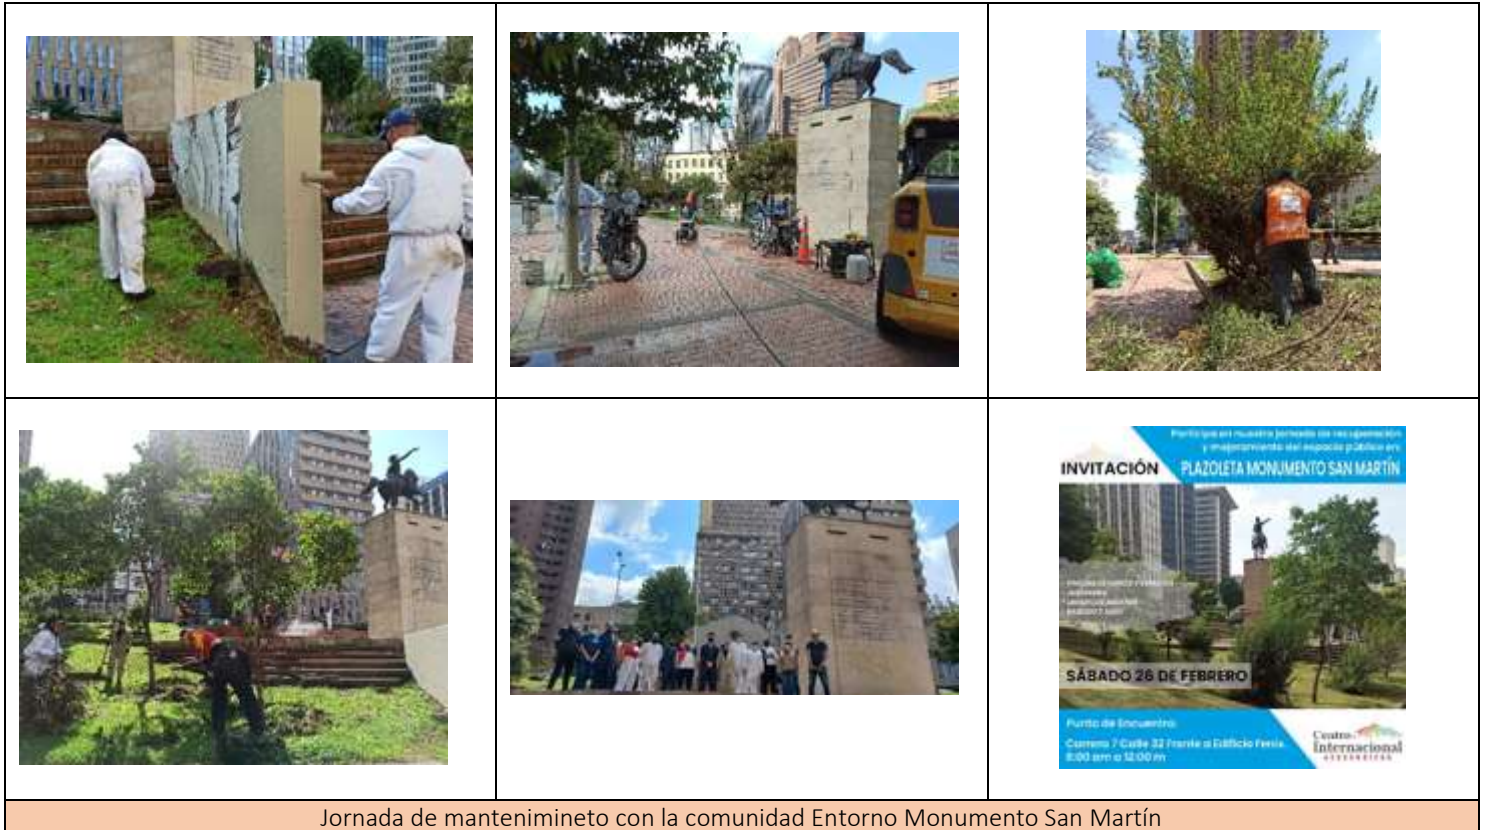 Participa en nuestra jornada de recuperación
y mejoramiento del espacio público en:
INVITACIÓN
PLAZOLETA MONUMENTO SAN MARTÍN
SÁBADO 26 DE FEBRERO
Punto de Encuentro:
Carrera 7 Calle 32 Frente a Edificio Fenix
8:00 am a 12:00 m
Centro
Internacional
Jornada de mantenimineto con la comunidad Entorno Monumento San Martín